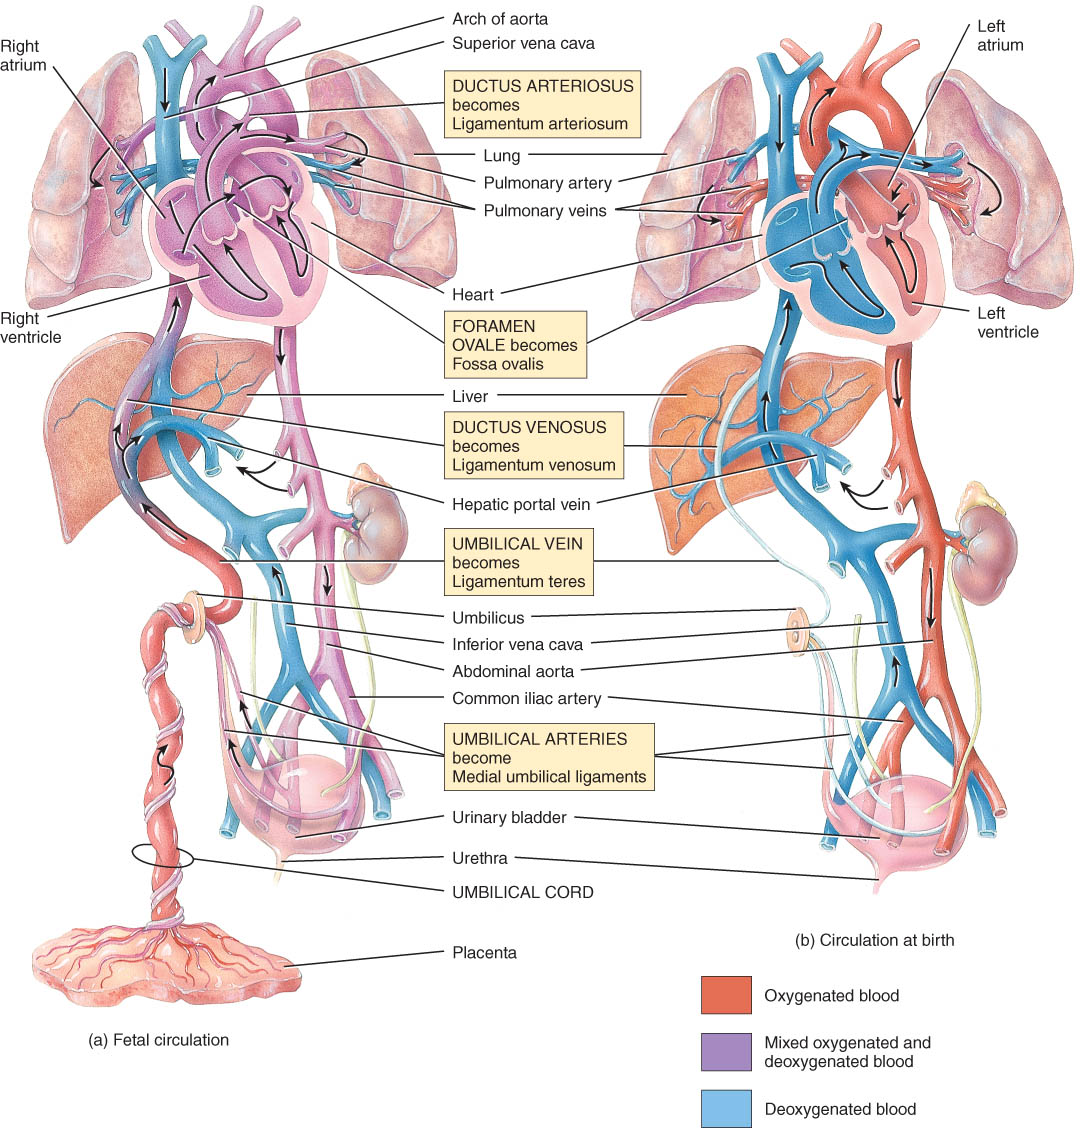 Arch of aorta
Superior vena cava
Right
atrium
Left
atrium
DUCTUS ARTERIOSUS
becomes
Ligamentum arteriosum
Lung
Pulmonary artery
Pulmonary veins
Heart
Right
ventricle
Left
ventricle
FORAMEN
OVALE becomes
Fossa ovalis
Liver
DUCTUS VENOSUS
becomes
Ligamentum venosum
Hepatic portal vein
UMBILICAL VEIN
becomes
Ligamentum teres
Umbilicus
Inferior vena cava
Abdominal aorta
Common iliac artery
UMBILICAL ARTERIES
become
Medial umbilical ligaments
Urinary bladder
Urethra
UMBILICAL CORD
Placenta
(a) Fetal circulation
(b) Circulation at birth
Oxygenated blood
Mixed oxygenated and
deoxygenated blood
Deoxygenated blood